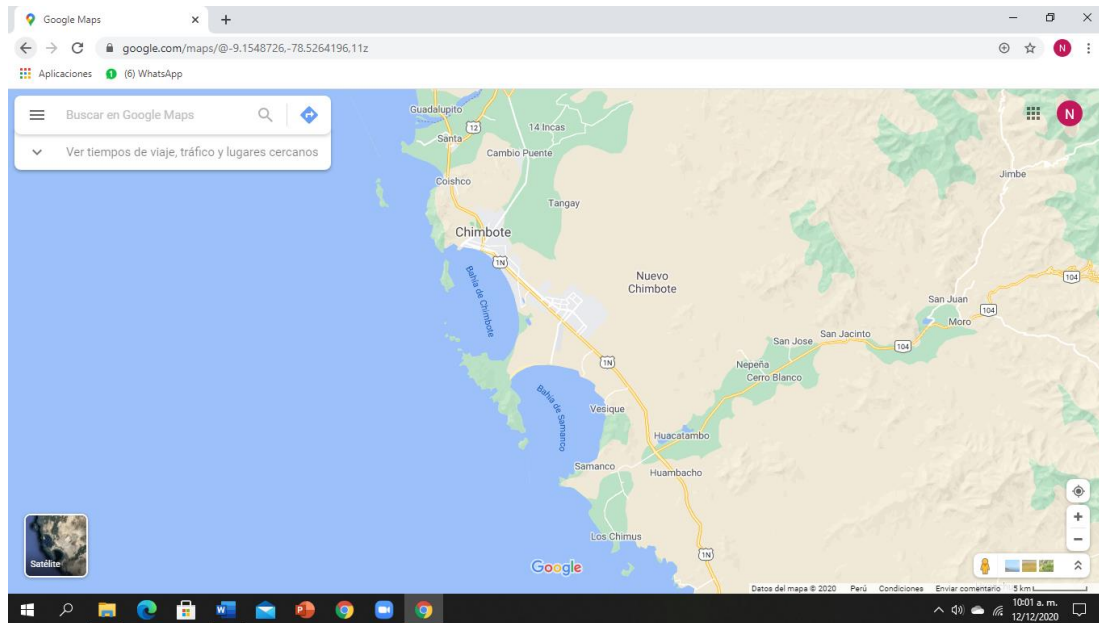 Google Maps
google.com/maps/@-9.1548726,-78.5264196,11z
N
Aplicaciones
(6) WhatsApp
Buscar en Google Maps
Ver tiempos de viaje, tráfico y lugares cercanos
N
Guadalupito
12
14 Incas
Santa
Cambio Puente
Jimbe
Coishco
Tangay
Chimbote
1N
Bahía de Chimbote
Nuevo
Chimbote
104
San Juan
104
Moro
San Jacinto
San Jose
104
1N
Nepeña
Cerro Blanco
Bahía de Samanco
Vesique
Huacatambo
Samanco
Huambacho
Los Chimus
1N
Satélite
Google
Datos del mapa © 2020 Perú Condiciones Enviar comentario 5 km
10:01 a. m.
12/12/2020